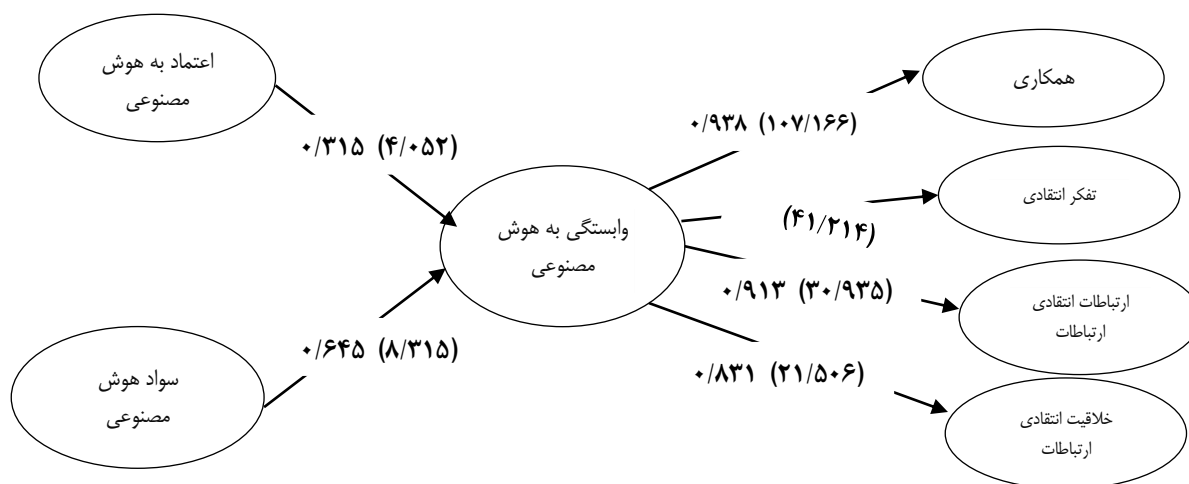 اعتماد به هوش
مصنوعی
همکاری
۰/۹۳۸ (۱۰۷/۱۶۶)
۰/۳۱۵ (۴/۰۵۲)
تفکر انتقادی
(۴۱/۲۱۴)
وابستگی به هوش
مصنوعی
۰/۹۱۳ (۳۰/۹۳۵)
ارتباطات انتقادی
ارتباطات
۰/۶۴۵ (۸/۳۱۵)
۰/۸۳۱ (۲۱/۵۰۶)
سواد هوش
مصنوعی
خلاقیت انتقادی
ارتباطات